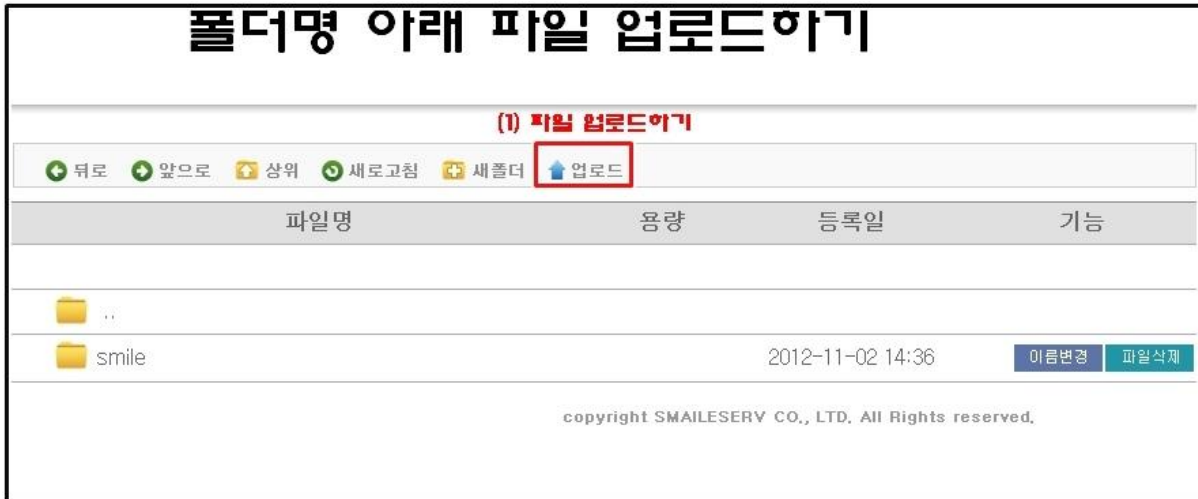 폴더명 아래 파일 업로드하기
(1) 파일 업로드하기
뒤로 앞으로 상위 새로고침 새폴더 업로드
파일명 용량 등록일 기능
..
smile 2012-11-02 14:36 이름변경 파일삭제
copyright SMAILESERV CO., LTD. All Rights reserved.